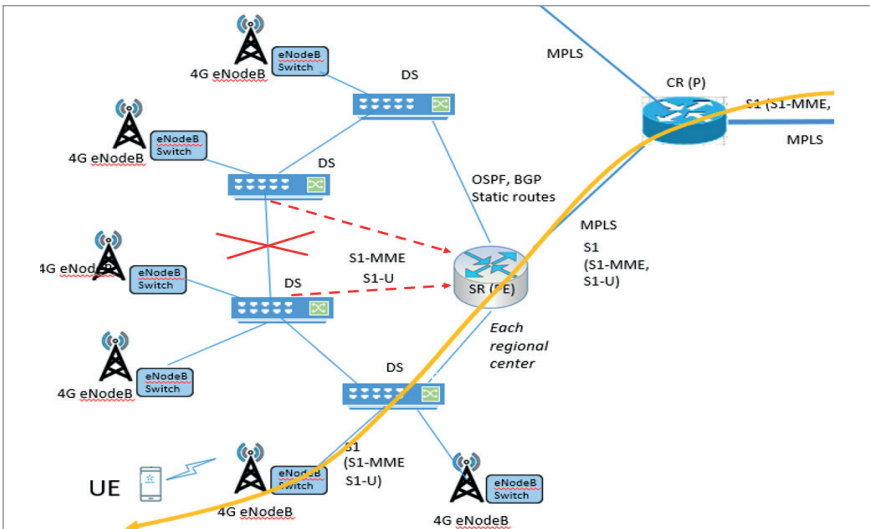 eNodeB
Switch
4G eNodeB
DS
MPLS
CR (P)
S1 (S1-MME,
MPLS
eNodeB
Switch
4G eNodeB
DS
OSPF, BGP
Static routes
MPLS
S1
(S1-MME,
S1-U)
4G eNodeB
eNodeB
Switch
S1-MME
S1-U
DS
SR (PE)
Each
regional
center
eNodeB
Switch
4G eNodeB
DS
S1
(S1-MME
S1-U)
UE
eNodeB
Switch
4G eNodeB
eNodeB
Switch
4G eNodeB